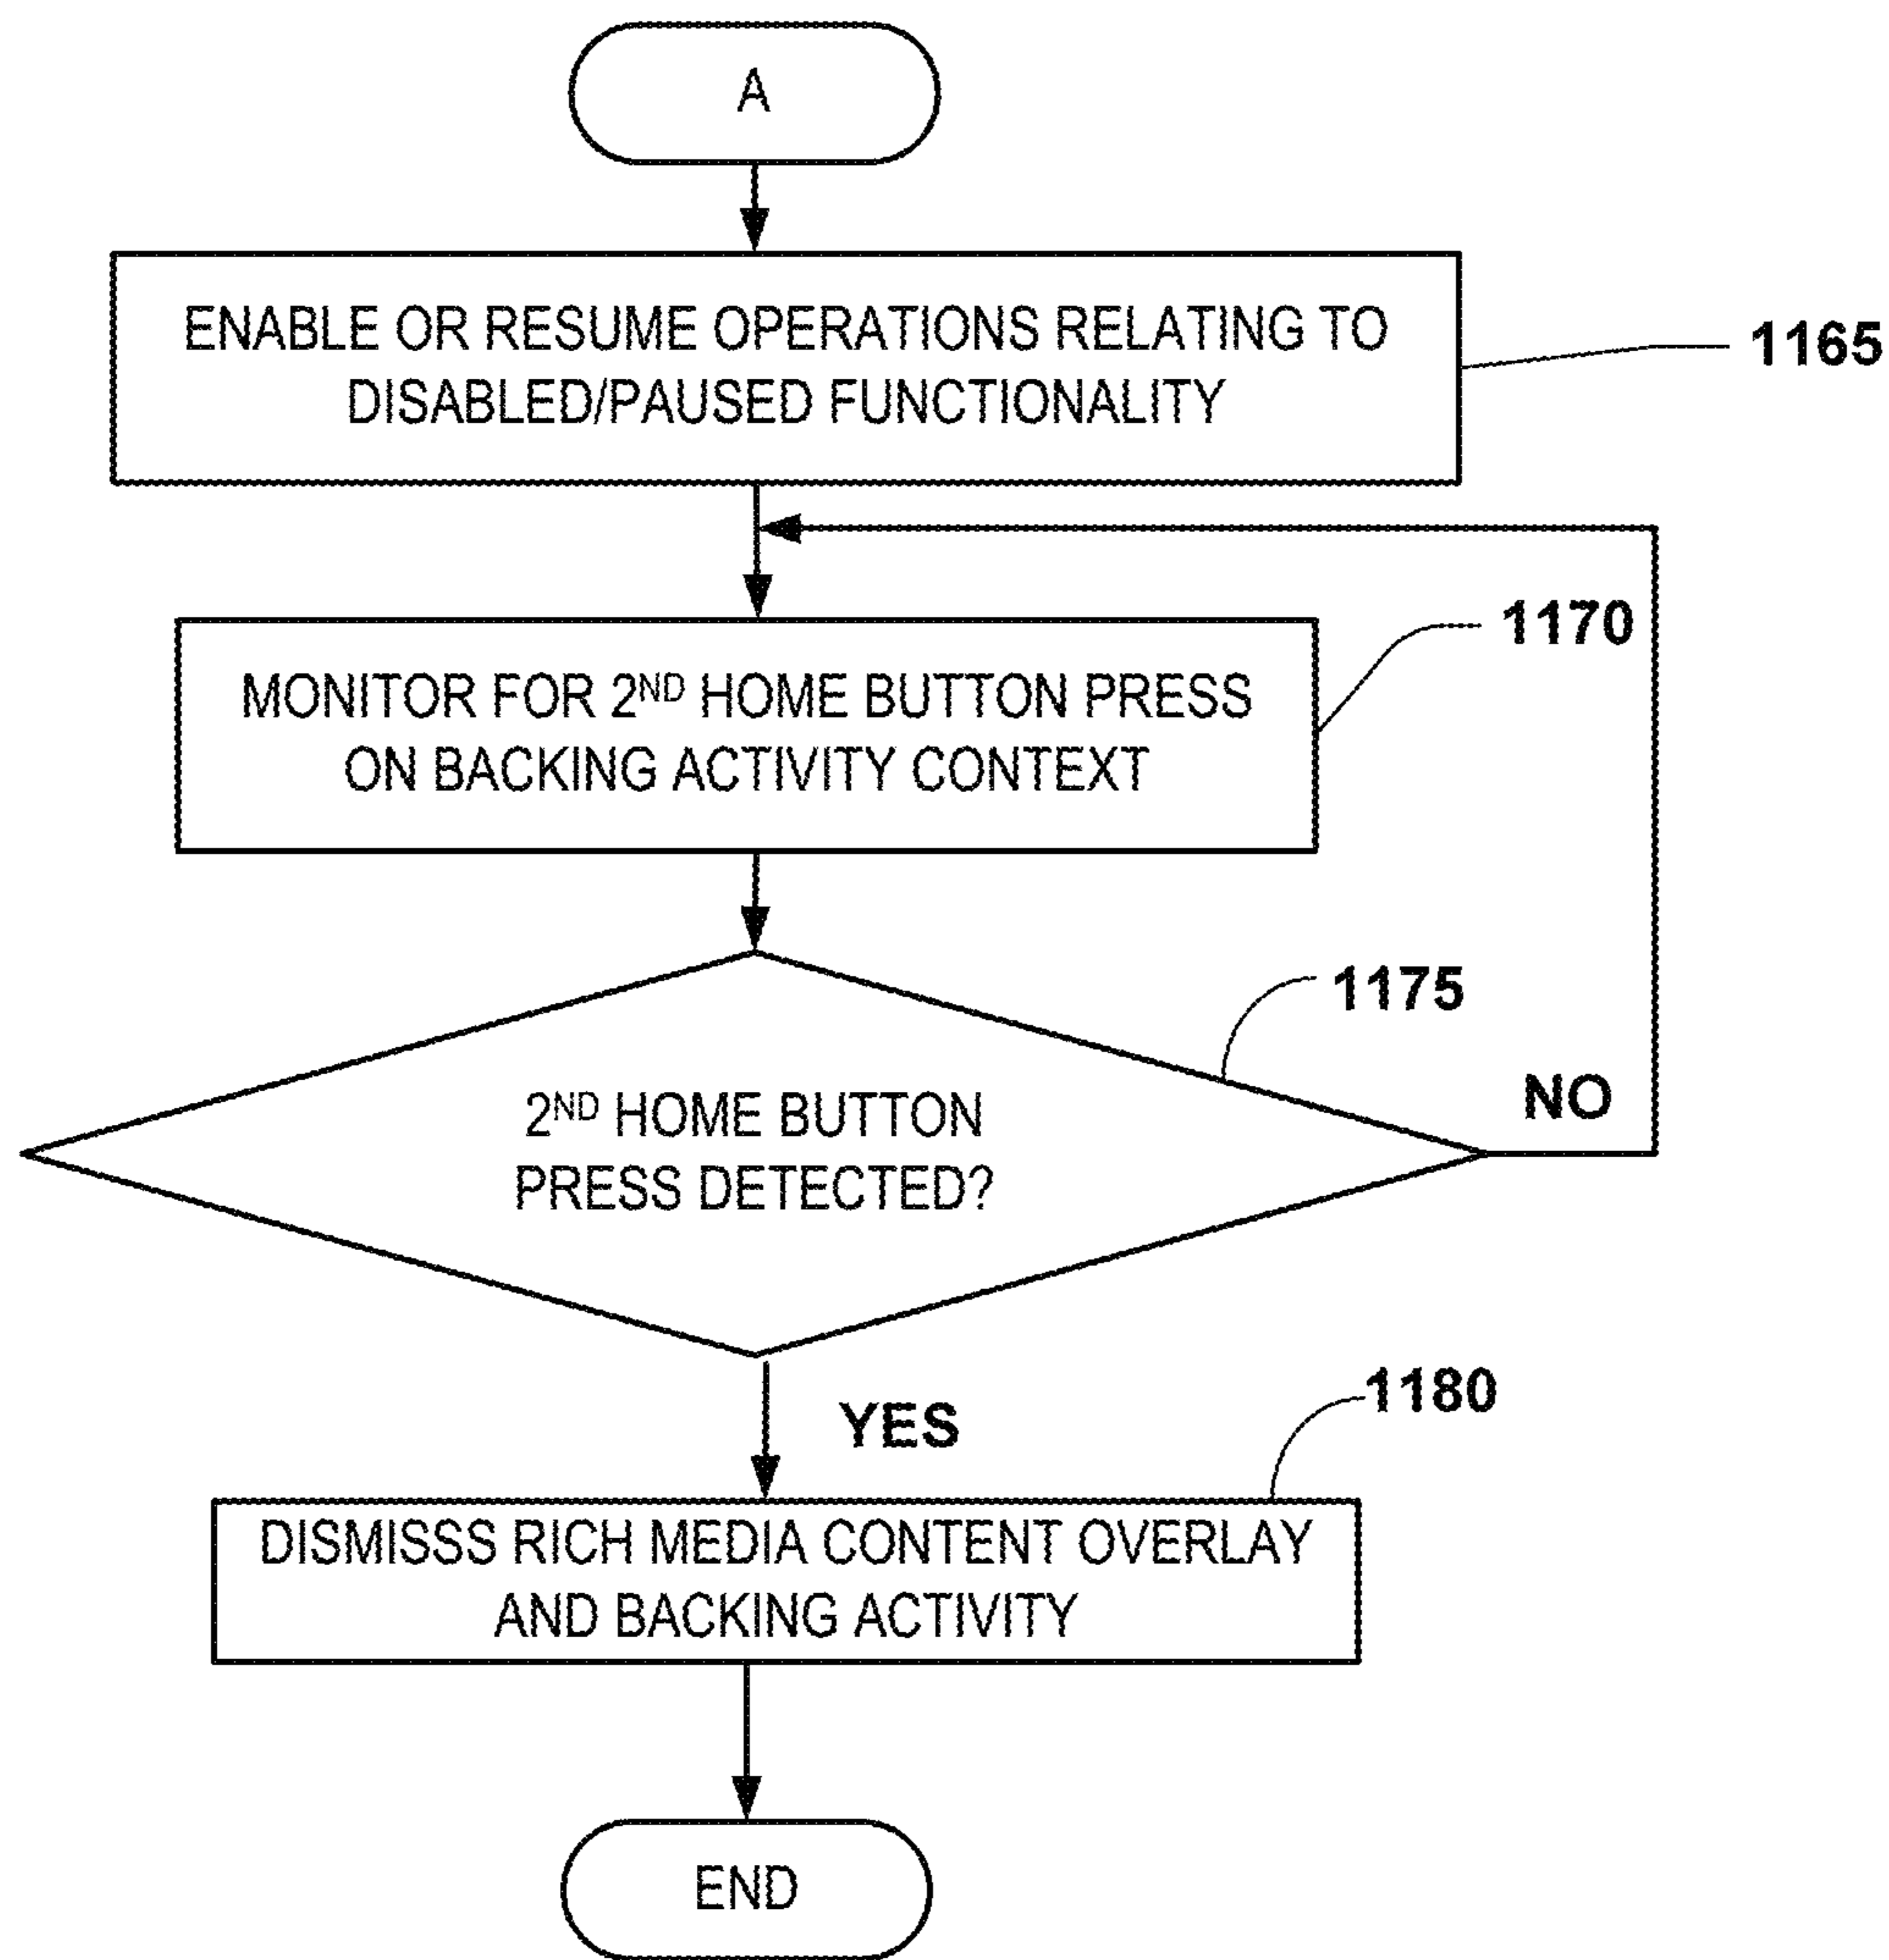 A
ENABLE OR RESUME OPERATIONS RELATING TO
DISABLED/PAUSED FUNCTIONALITY
1165
MONITOR FOR 2ND HOME BUTTON PRESS
ON BACKING ACTIVITY CONTEXT
1170
2ND HOME BUTTON
PRESS DETECTED?
1175
NO
YES
1180
DISMISSS RICH MEDIA CONTENT OVERLAY
AND BACKING ACTIVITY
END